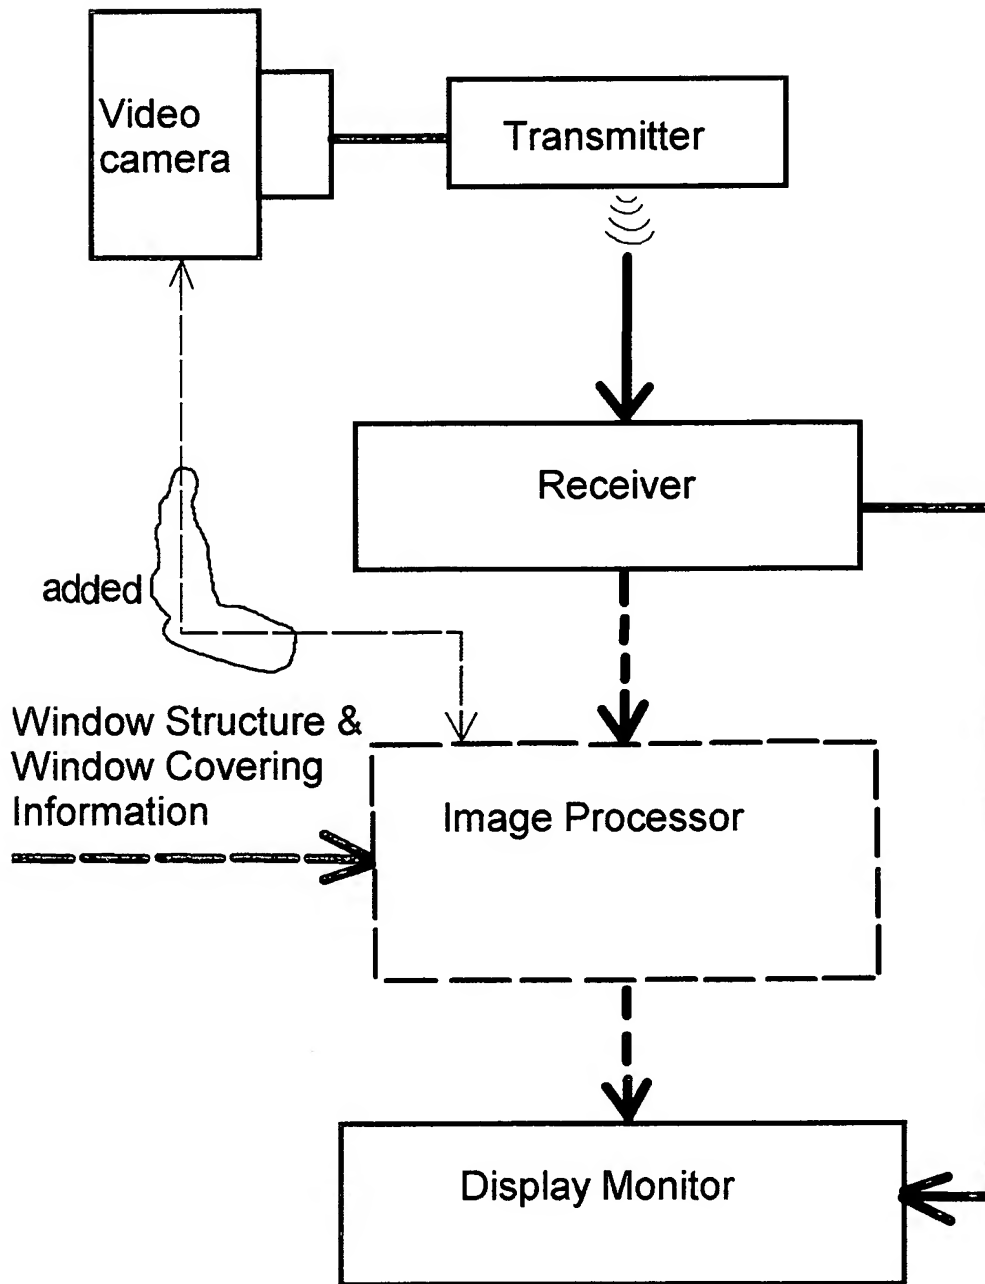 Video
camera
Transmitter
Receiver
added
Window Structure &
Window Covering
Information
Image Processor
Display Monitor